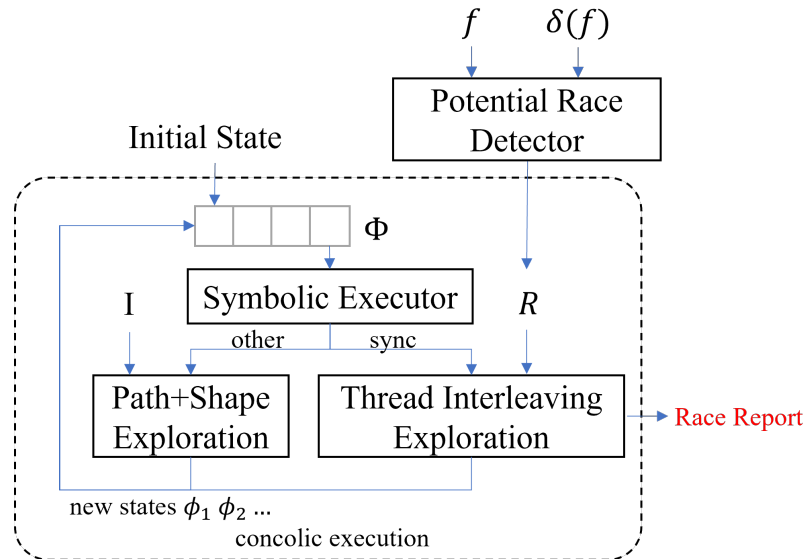 f δ(f)
Potential Race
Detector
Initial State
Φ
Symbolic Executor
I
R
other sync
Path+Shape
Exploration
Thread Interleaving
Exploration
Race Report
new states ϕ₁ ϕ₂ ...
concolic execution